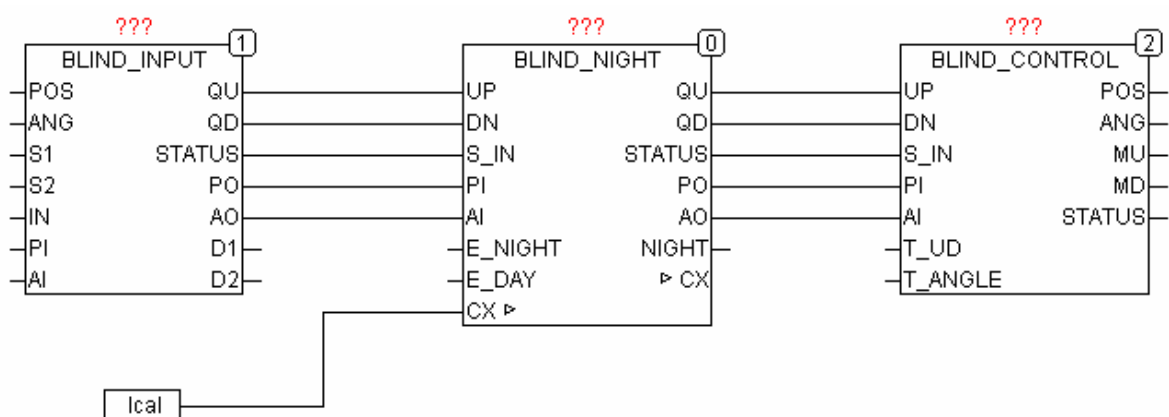 ???
1
BLIND_INPUT
POS QU
ANG QD
S1 STATUS
S2 PO
IN AO
PI D1
AI D2
???
0
BLIND_NIGHT
UP QU
DN QD
S_IN STATUS
PI PO
AI AO
E_NIGHT NIGHT
E_DAY ▷ CX
CX ▷
???
2
BLIND_CONTROL
UP POS
DN ANG
S_IN MU
PI MD
AI STATUS
T_UD
T_ANGLE
lcal